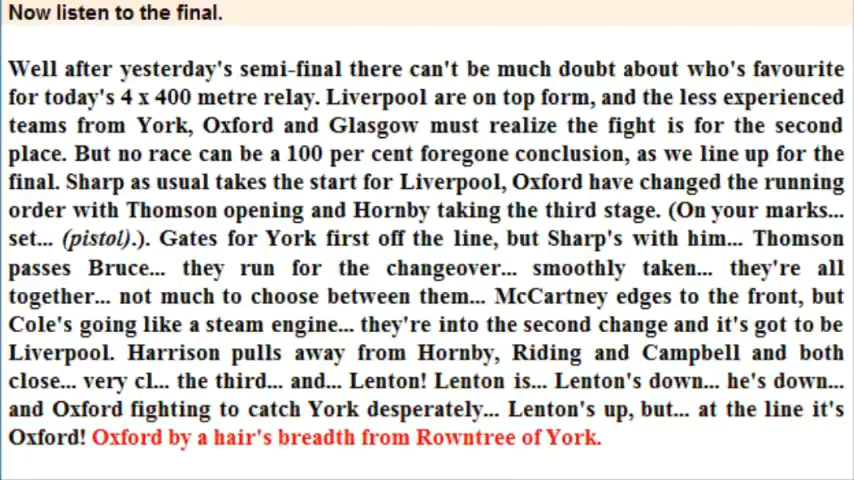 Now listen to the final.
Well after yesterday's semi-final there can't be much doubt about who's favourite
for today's 4 x 400 metre relay. Liverpool are on top form, and the less experienced
teams from York, Oxford and Glasgow must realize the fight is for the second
place. But no race can be a 100 per cent foregone conclusion, as we line up for the
final. Sharp as usual takes the start for Liverpool, Oxford have changed the running
order with Thomson opening and Hornby taking the third stage. (On your marks...
set... (pistol).). Gates for York first off the line, but Sharp's with him... Thomson
passes Bruce... they run for the changeover... smoothly taken... they're all
together... not much to choose between them... McCartney edges to the front, but
Cole's going like a steam engine... they're into the second change and it's got to be
Liverpool. Harrison pulls away from Hornby, Riding and Campbell and both
close... very cl... the third... and... Lenton! Lenton is... Lenton's down... he's down...
and Oxford fighting to catch York desperately... Lenton's up, but... at the line it's
Oxford! Oxford by a hair's breadth from Rowntree of York.